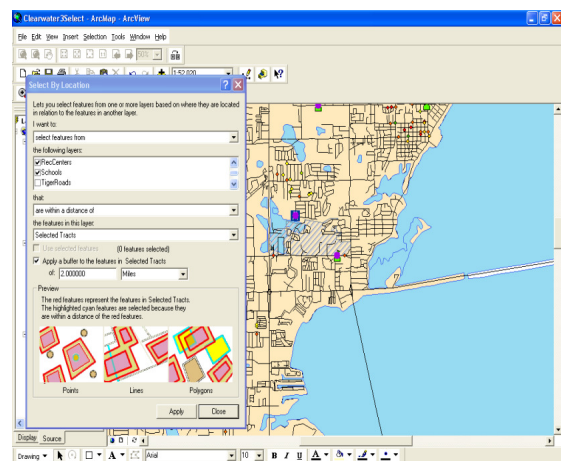 Clearwater3Select - ArcMap - ArcView
File Edit View Insert Selection Tools Window Help
50%
1:52,020
Select By Location
Lets you select features from one or more layers based on where they are located
in relation to the features in another layer.
I want to:
select features from
the following layers:
RecCenters
Schools
TigerRoads
that:
are within a distance of
the features in this layer:
Selected Tracts
Use selected features (0 features selected)
Apply a buffer to the features in Selected Tracts
of: 2.000000 Miles
Preview
The red features represent the features in Selected Tracts.
The highlighted cyan features are selected because they
are within a distance of the red features.
Points Lines Polygons
Apply Close
Display Source
Drawing A Arial 10 B I U A